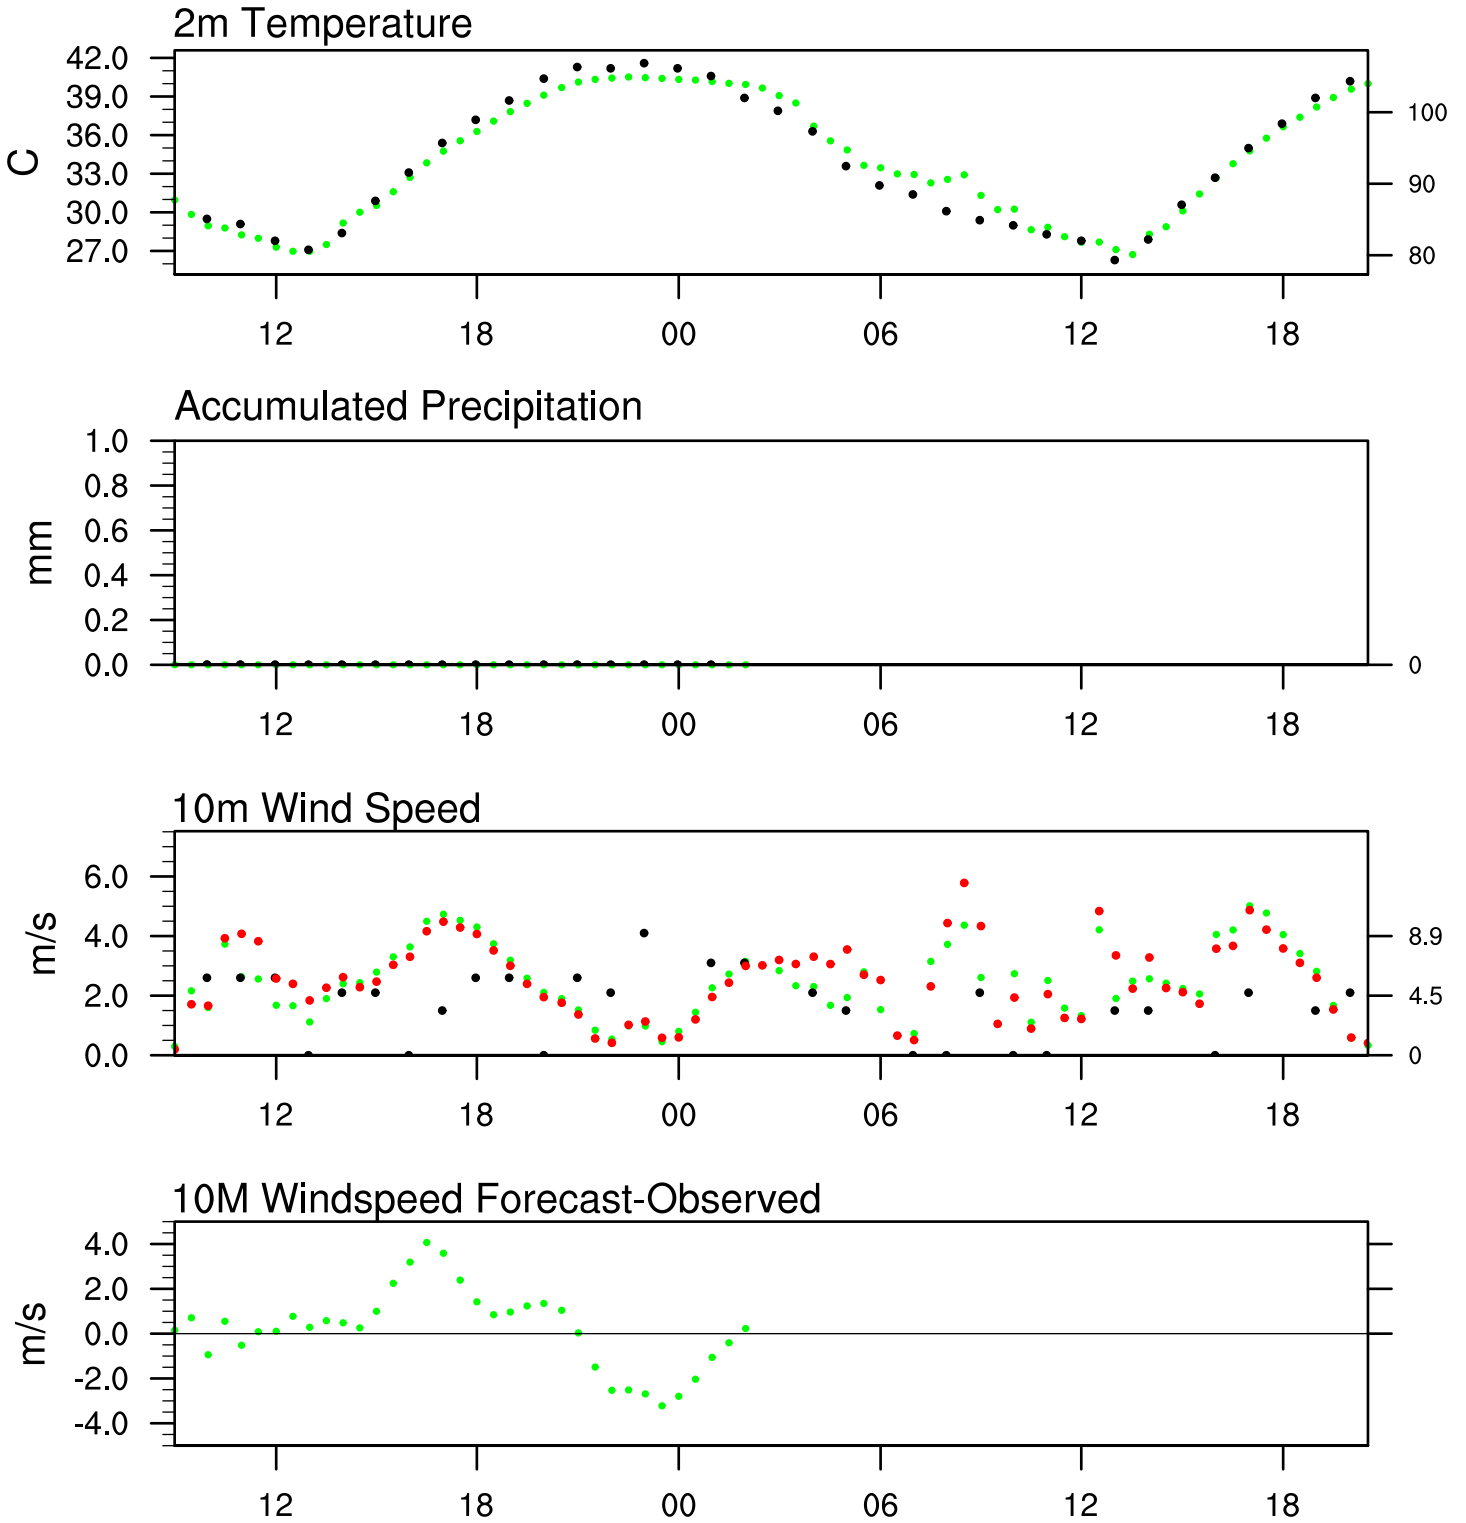 2m Temperature
42.0
39.0
36.0
33.0
30.0
27.0
C
100
90
80
12 18 00 06 12 18
Accumulated Precipitation
1.0
0.8
0.6
0.4
0.2
0.0
mm
0
12 18 00 06 12 18
10m Wind Speed
6.0
4.0
2.0
0.0
m/s
8.9
4.5
0
12 18 00 06 12 18
10M Windspeed Forecast-Observed
4.0
2.0
0.0
-2.0
-4.0
m/s
12 18 00 06 12 18